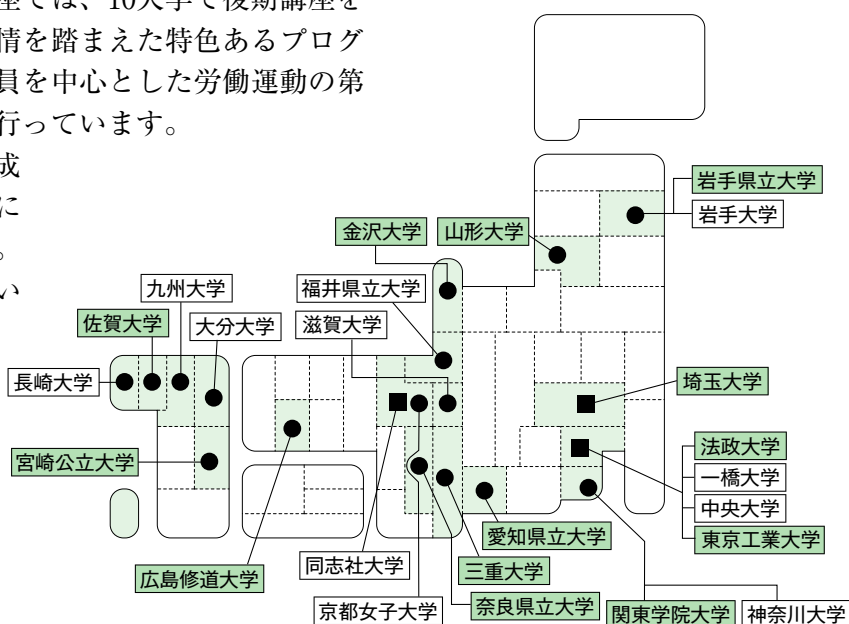 座では、10大学で後期講座を
情を踏まえた特色あるプログ
員を中心とした労働運動の第
行っています。
成
に
。
い
岩手県立大学
岩手大学
金沢大学
山形大学
九州大学
福井県立大学
佐賀大学
大分大学
滋賀大学
長崎大学
埼玉大学
宮崎公立大学
法政大学
一橋大学
中央大学
東京工業大学
愛知県立大学
同志社大学
三重大学
広島修道大学
京都女子大学
奈良県立大学
関東学院大学
神奈川大学